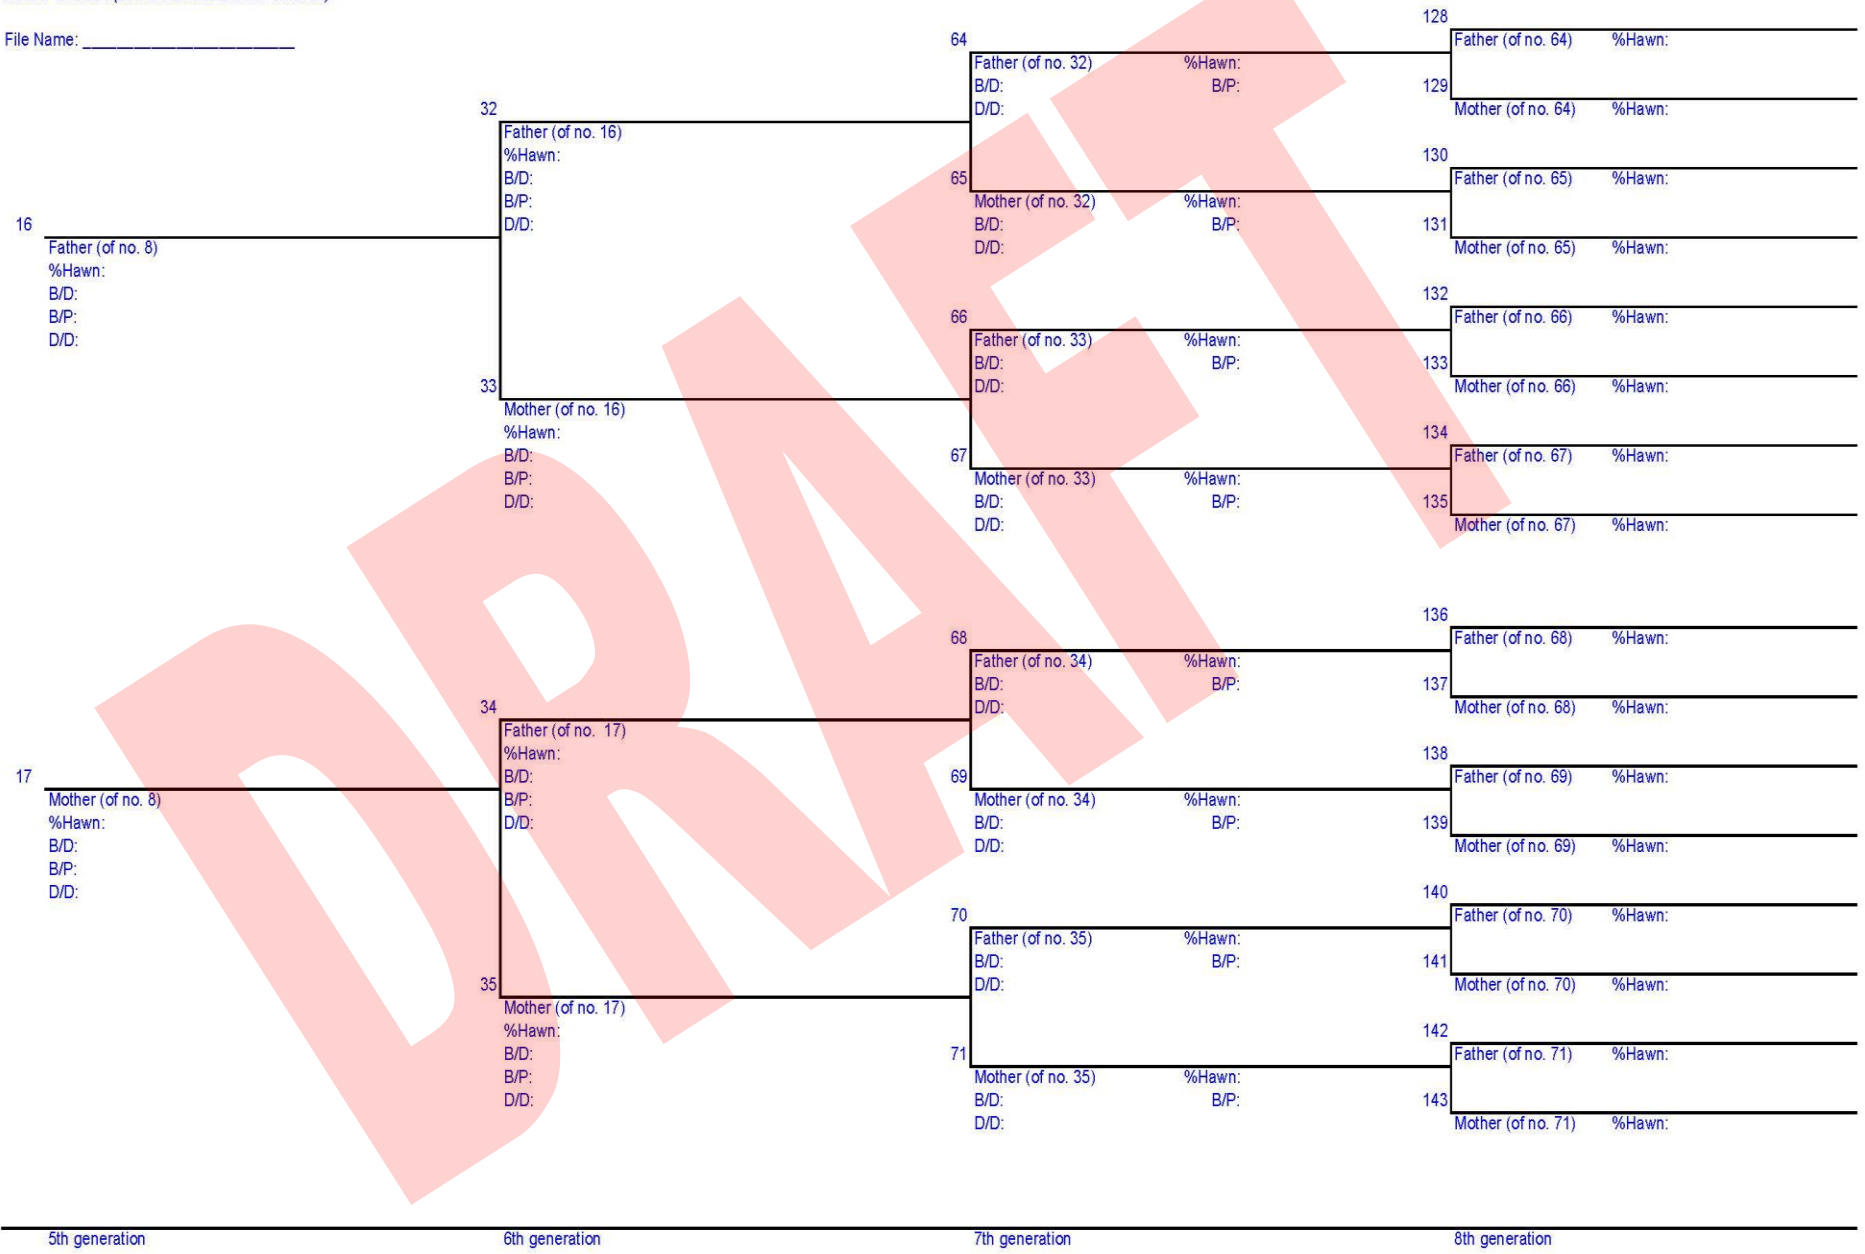 File Name: ____________________________
16
Father (of no. 8)
%Hawn:
B/D:
B/P:
D/D:
17
Mother (of no. 8)
%Hawn:
B/D:
B/P:
D/D:
32
Father (of no. 16)
%Hawn:
B/D:
B/P:
D/D:
33
Mother (of no. 16)
%Hawn:
B/D:
B/P:
D/D:
34
Father (of no. 17)
%Hawn:
B/D:
B/P:
D/D:
35
Mother (of no. 17)
%Hawn:
B/D:
B/P:
D/D:
64
Father (of no. 32) %Hawn:
B/D: B/P:
D/D:
65
Mother (of no. 32) %Hawn:
B/D: B/P:
D/D:
66
Father (of no. 33) %Hawn:
B/D: B/P:
D/D:
67
Mother (of no. 33) %Hawn:
B/D: B/P:
D/D:
68
Father (of no. 34) %Hawn:
B/D: B/P:
D/D:
69
Mother (of no. 34) %Hawn:
B/D: B/P:
D/D:
70
Father (of no. 35) %Hawn:
B/D: B/P:
D/D:
71
Mother (of no. 35) %Hawn:
B/D: B/P:
D/D:
128
Father (of no. 64) %Hawn:
129
Mother (of no. 64) %Hawn:
130
Father (of no. 65) %Hawn:
131
Mother (of no. 65) %Hawn:
132
Father (of no. 66) %Hawn:
133
Mother (of no. 66) %Hawn:
134
Father (of no. 67) %Hawn:
135
Mother (of no. 67) %Hawn:
136
Father (of no. 68) %Hawn:
137
Mother (of no. 68) %Hawn:
138
Father (of no. 69) %Hawn:
139
Mother (of no. 69) %Hawn:
140
Father (of no. 70) %Hawn:
141
Mother (of no. 70) %Hawn:
142
Father (of no. 71) %Hawn:
143
Mother (of no. 71) %Hawn:
DRAFT
5th generation 6th generation 7th generation 8th generation